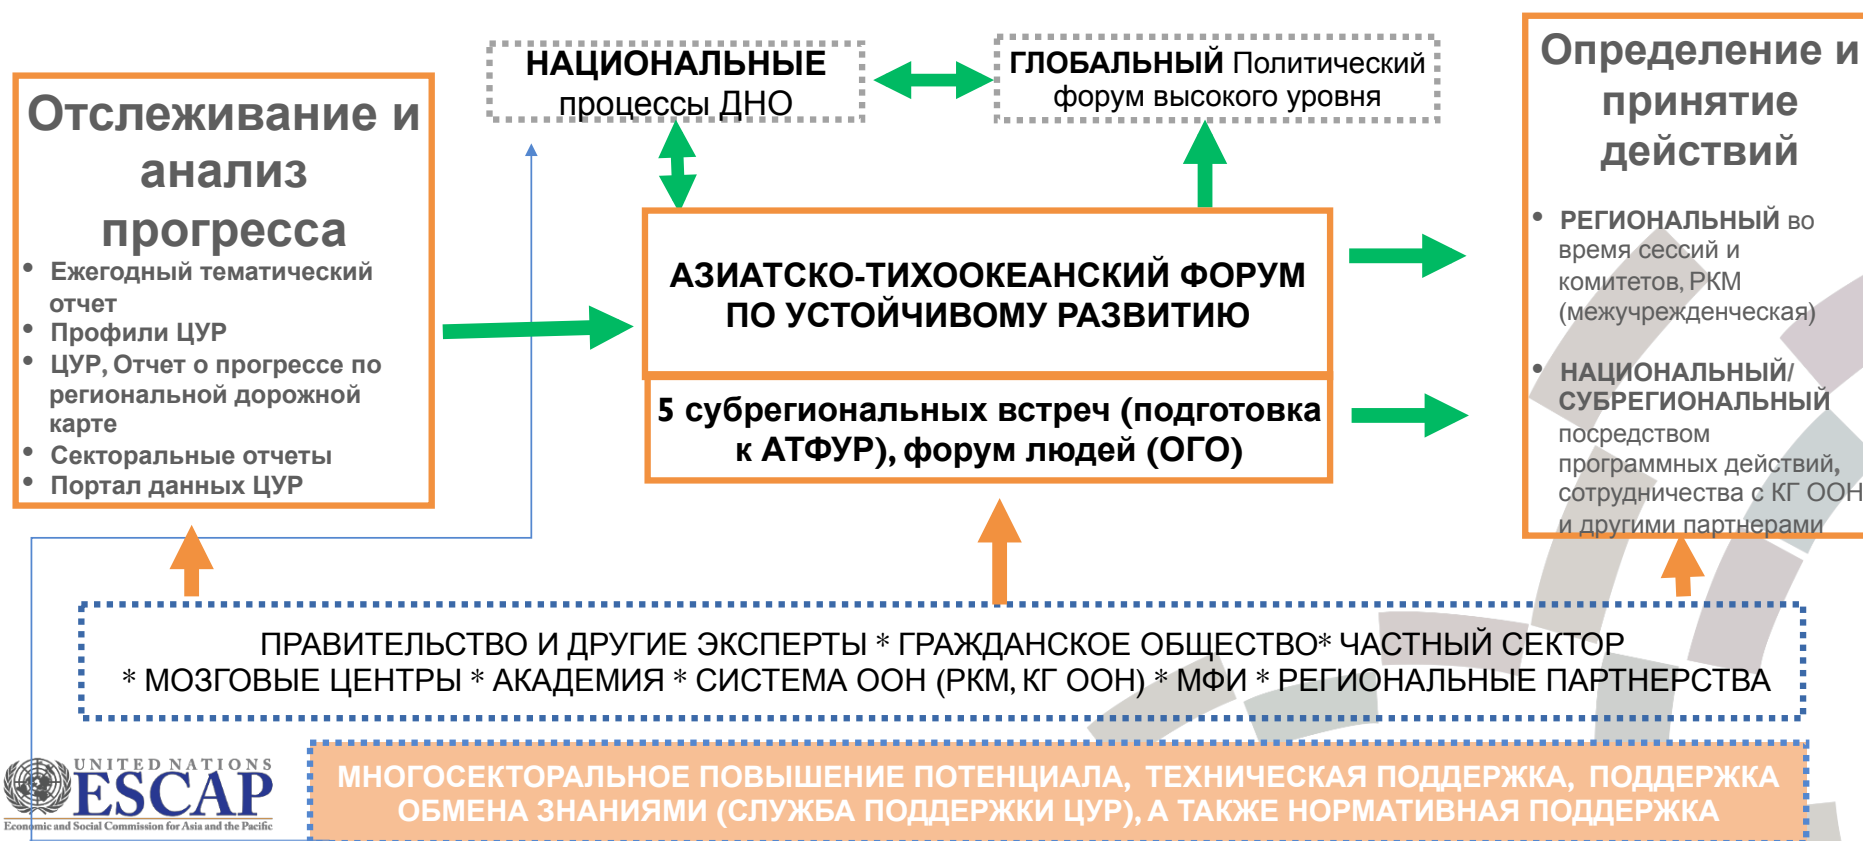 НАЦИОНАЛЬНЫЕ
процессы ДНО
ГЛОБАЛЬНЫЙ Политический
форум высокого уровня
Отслеживание и
анализ
прогресса
• Ежегодный тематический
отчет
• Профили ЦУР
• ЦУР, Отчет о прогрессе по
региональной дорожной
карте
• Секторальные отчеты
• Портал данных ЦУР
АЗИАТСКО-ТИХООКЕАНСКИЙ ФОРУМ
ПО УСТОЙЧИВОМУ РАЗВИТИЮ
5 субрегиональных встреч (подготовка
к АТФУР), форум людей (ОГО)
Определение и
принятие
действий
• РЕГИОНАЛЬНЫЙ во
время сессий и
комитетов, РКМ
(межучрежденческая)
• НАЦИОНАЛЬНЫЙ/
СУБРЕГИОНАЛЬНЫЙ
посредством
программных действий,
сотрудничества с КГ ООН
и другими партнерами
ПРАВИТЕЛЬСТВО И ДРУГИЕ ЭКСПЕРТЫ * ГРАЖДАНСКОЕ ОБЩЕСТВО* ЧАСТНЫЙ СЕКТОР
* МОЗГОВЫЕ ЦЕНТРЫ * АКАДЕМИЯ * СИСТЕМА ООН (РКМ, КГ ООН) * МФИ * РЕГИОНАЛЬНЫЕ ПАРТНЕРСТВА
UNITED NATIONS
ESCAP
Economic and Social Commission for Asia and the Pacific
МНОГОСЕКТОРАЛЬНОЕ ПОВЫШЕНИЕ ПОТЕНЦИАЛА, ТЕХНИЧЕСКАЯ ПОДДЕРЖКА, ПОДДЕРЖКА
ОБМЕНА ЗНАНИЯМИ (СЛУЖБА ПОДДЕРЖКИ ЦУР), А ТАКЖЕ НОРМАТИВНАЯ ПОДДЕРЖКА